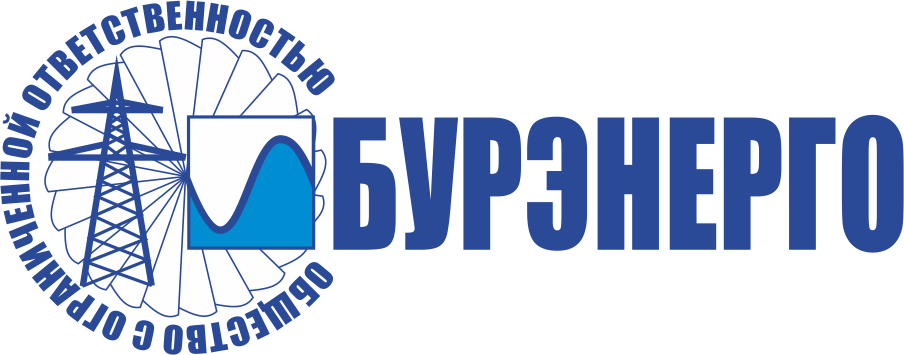 ОБЩЕСТВО С ОГРАНИЧЕННОЙ ОТВЕТСТВЕННОСТЬЮ
БУРЭНЕРГО